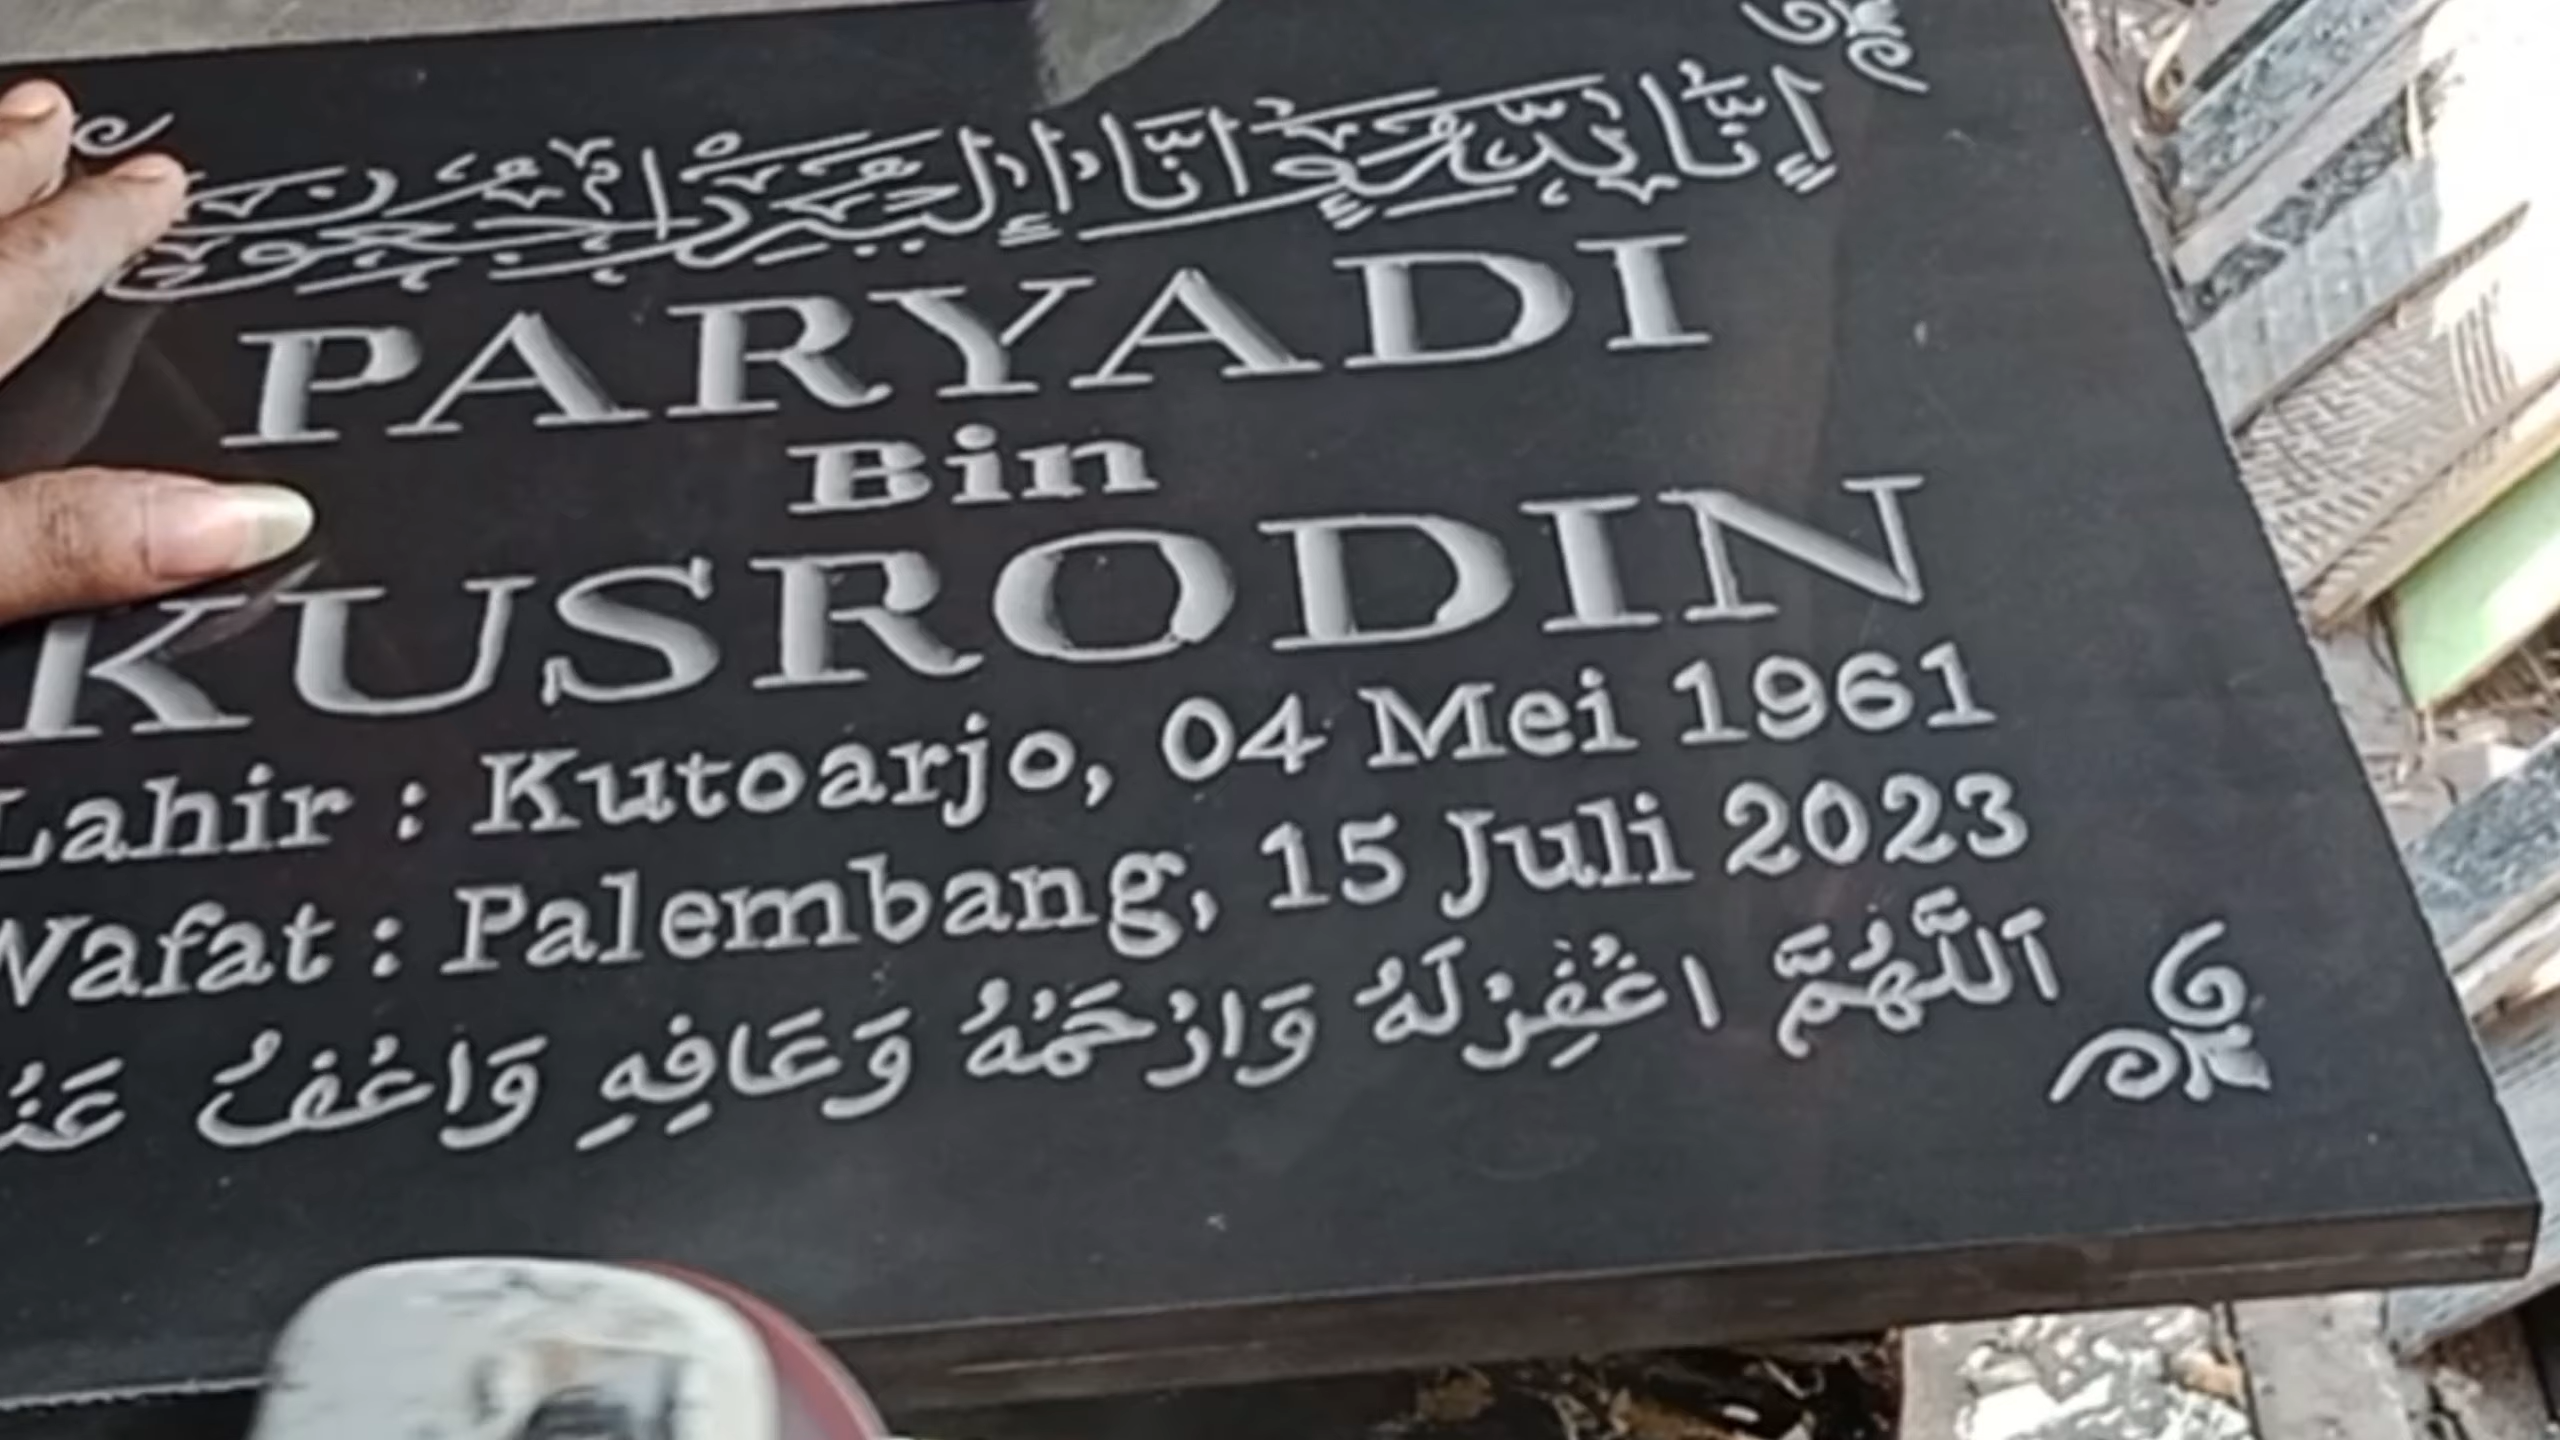 إِنَّا لِلَّهِ وَإِنَّا إِلَيْهِ رَاجِعُونَ
PARYADI
Bin
KUSRODIN
Lahir : Kutoarjo, 04 Mei 1961
Wafat : Palembang, 15 Juli 2023
اَللّٰهُمَّ اغْفِرْلَهُ وَارْحَمْهُ وَعَافِهِ وَاعْفُ